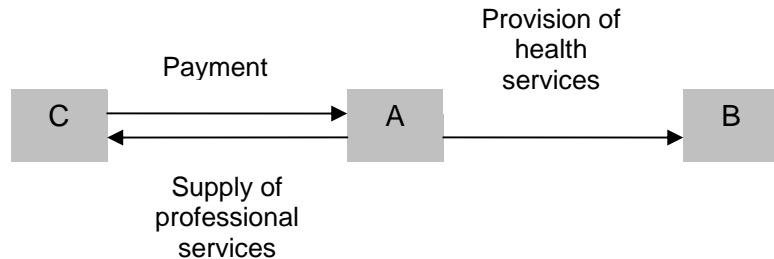 Provision of
health
services
Payment
C
A
B
Supply of
professional
services